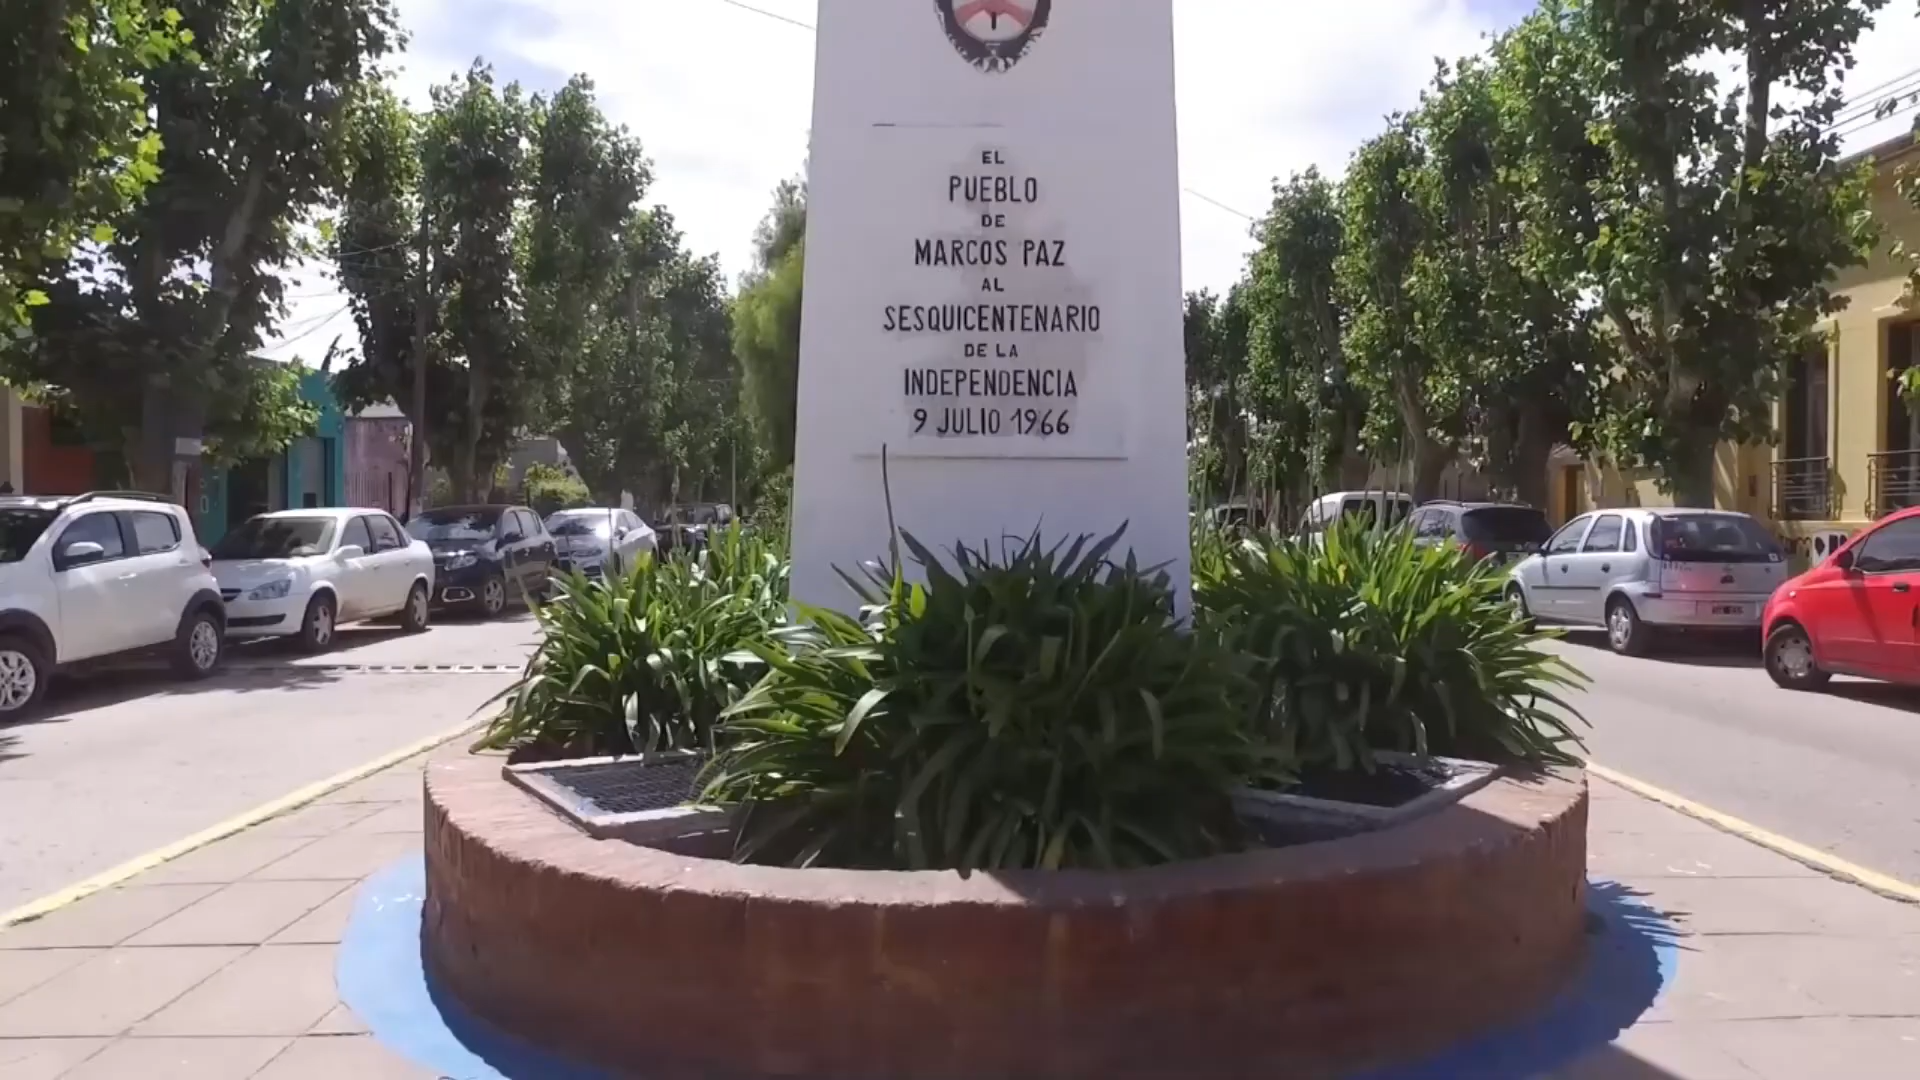 EL
PUEBLO
DE
MARCOS PAZ
AL
SESQUICENTENARIO
DE LA
INDEPENDENCIA
9 JULIO 1966